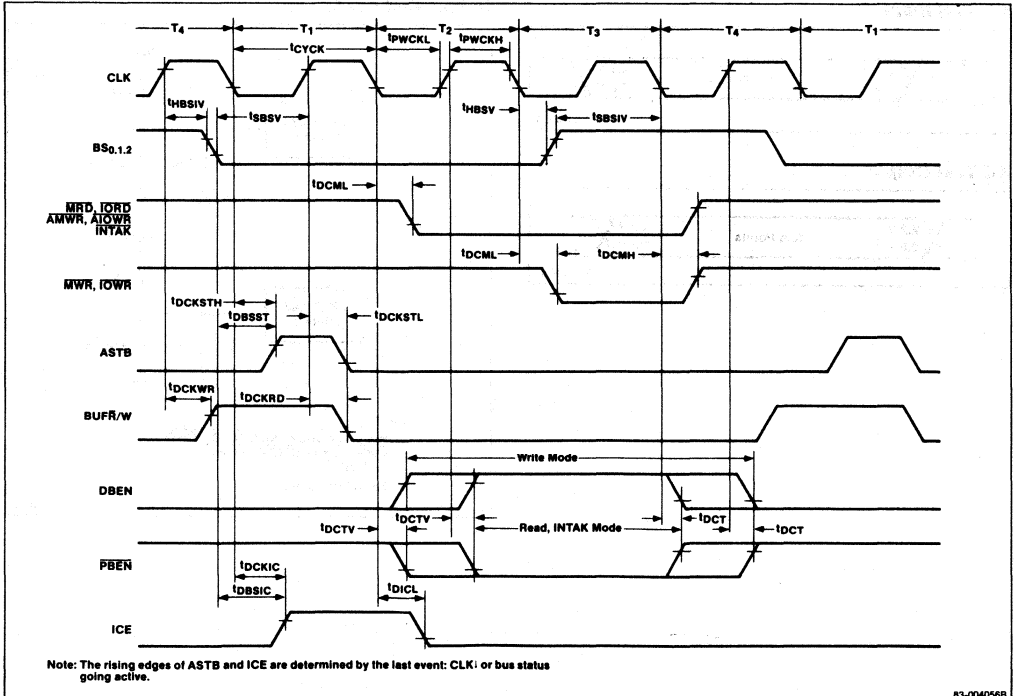 T4 T1 T2 T3 T4 T1
tCYCK tPWCKL tPWCKH
CLK
tHBSIV tSBSV tHBSV tSBSIV
BS0.1.2
tDCML
MRD, IORD
AMWR, AIOWR
INTAK
tDCML tDCMH
MWR, IOWR
tDCKSTH tDCKSTL
tDBSST
ASTB
tDCKWR tDCKRD
BUFR/W
Write Mode
DBEN
tDCTV tDCTV Read, INTAK Mode tDCT tDCT
PBEN
tDCKIC
tDBSIC tDICL
ICE
Note: The rising edges of ASTB and ICE are determined by the last event: CLK↓ or bus status
going active.
83-004056B